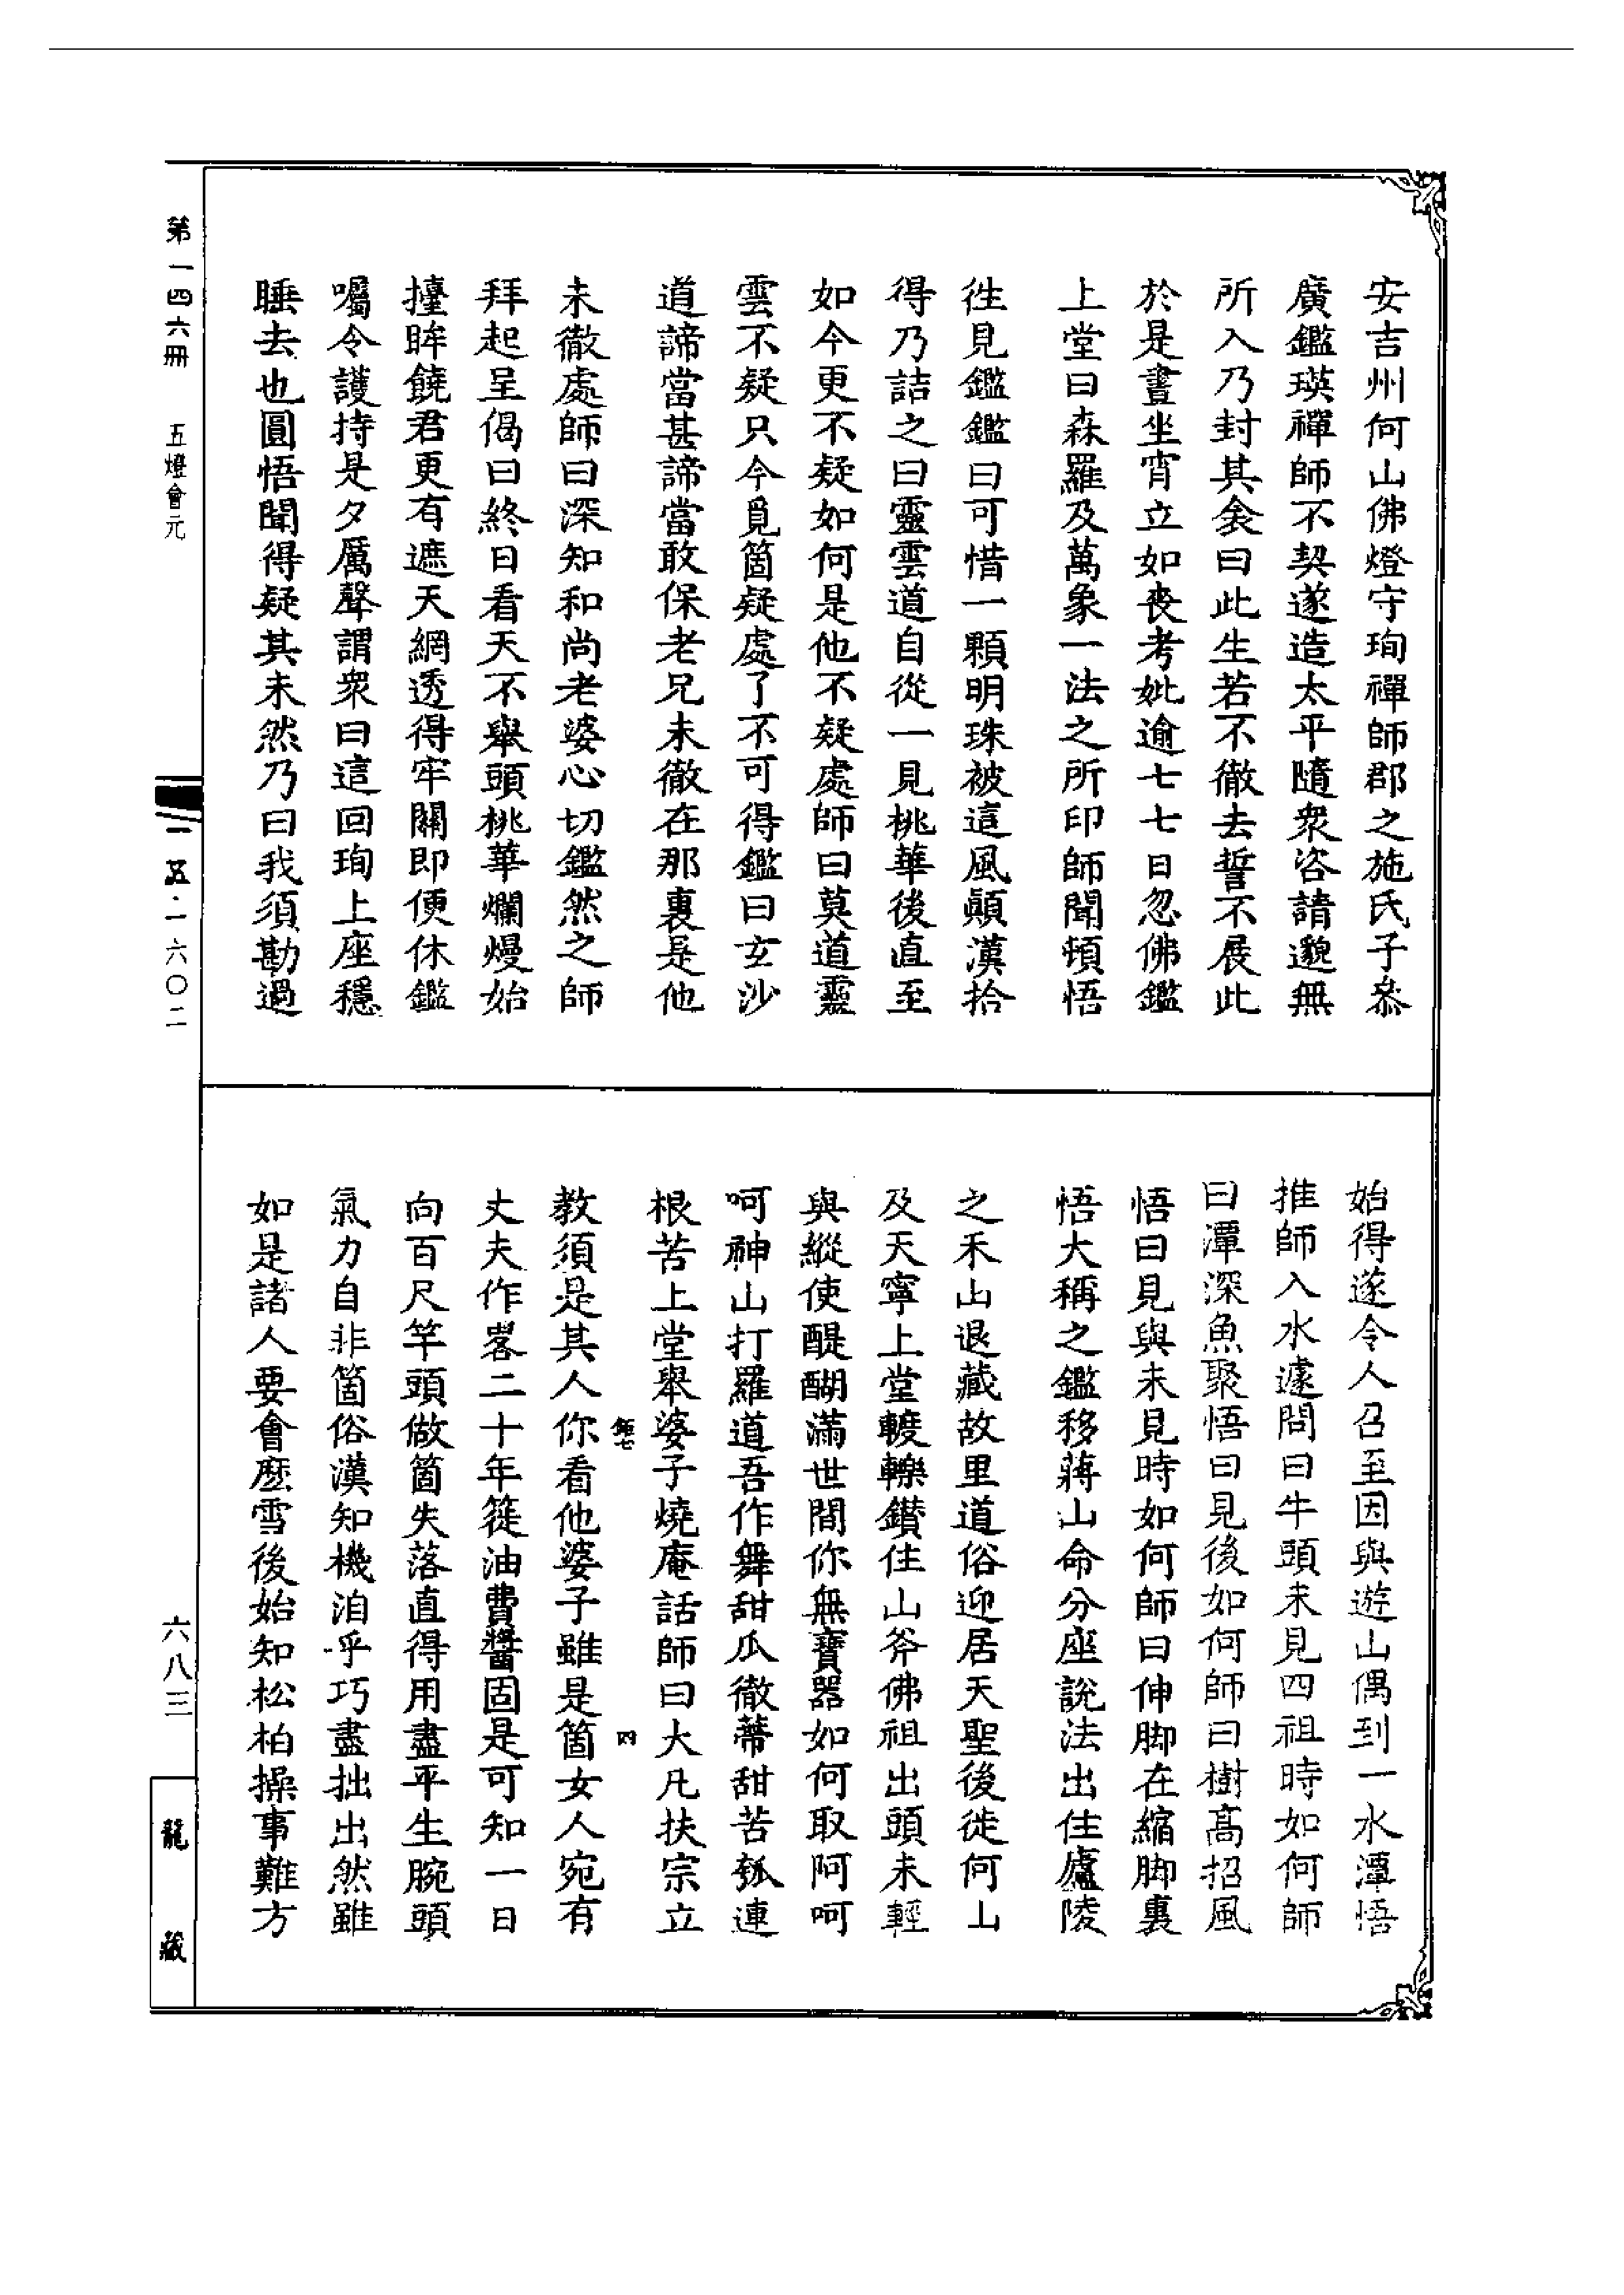 安吉州何山佛燈守珣禪師郡之施氏子叅
廣鑑瑛禪師不契遂造太平隨衆咨請邈無
所入乃封其衾曰此生若不徹去誓不展此
於是晝坐宵立如喪考妣逾七七日忽佛鑑
上堂曰森羅及萬象一法之所印師聞頓悟
徃見鑑鑑曰可惜一顆明珠被這風顛漢拾
得乃詰之曰靈雲道自從一見桃華後直至
如今更不疑如何是他不疑處師曰莫道靈
雲不疑只今覓箇疑處了不可得鑑曰玄沙
道諦當甚諦當敢保老兄未徹在那裏是他
未徹處師曰深知和尚老婆心切鑑然之師
拜起呈偈曰終日看天不舉頭桃華爛熳始
擡眸饒君更有遮天網透得牢關即便休鑑
囑令護持是夕厲聲謂衆曰這回珣上座穩
睡去也圓悟聞得疑其未然乃曰我須勘過
始得遂令人召至因與遊山偶到一水潭悟
推師入水遽問曰牛頭未見四祖時如何師
曰潭深魚聚悟曰見後如何師曰樹高招風
悟曰見與未見時如何師曰伸脚在縮脚裏
悟大稱之鑑移蔣山命分座說法出住廬陵
之禾山退藏故里道俗迎居天聖後徙何山
及天寧上堂䡾轢鑽住山斧佛祖出頭未輕
與縱使醍醐滿世間你無寶器如何取阿呵
呵神山打羅道吾作舞甜瓜徹蔕甜苦瓠連
根苦上堂舉婆子燒庵話師曰大凡扶宗立
鉅七
四
教須是其人你看他婆子雖是箇女人宛有
丈夫作畧二十年簁油費醬固是可知一日
向百尺竿頭做箇失落直得用盡平生腕頭
氣力自非箇俗漢知機洎乎巧盡拙出然雖
如是諸人要會麽雪後始知松柏操事難方
第一四六冊 五燈會元
一五·一六〇二
六八三
龍藏